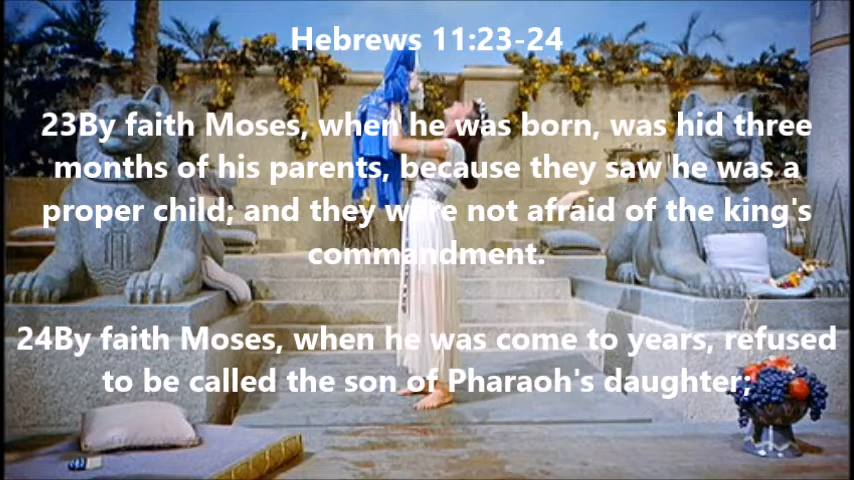 Hebrews 11:23-24
23By faith Moses, when he was born, was hid three
months of his parents, because they saw he was a
proper child; and they were not afraid of the king's
commandment.
24By faith Moses, when he was come to years, refused
to be called the son of Pharaoh's daughter;